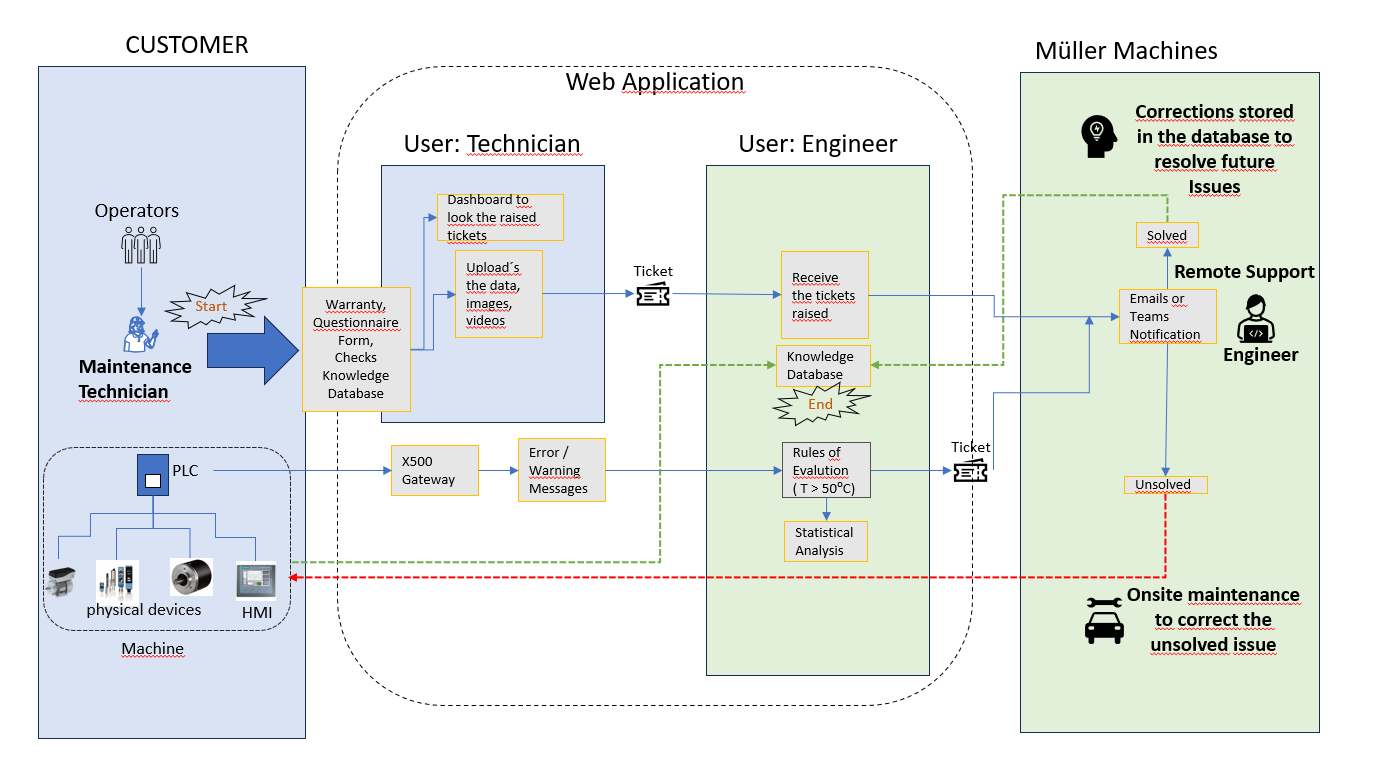 CUSTOMER
Müller Machines
Web Application
User: Technician
User: Engineer
Corrections stored
in the database to
resolve future
Issues
Operators
Dashboard to
look the raised
tickets
Solved
Start
Warranty,
Questionnaire
Form,
Checks
Knowledge
Database
Upload´s
the data,
images,
videos
Ticket
Receive
the tickets
raised
Remote Support
Emails or
Teams
Notification
Engineer
Maintenance
Technician
Knowledge
Database
End
PLC
X500
Gateway
Error /
Warning
Messages
Rules of
Evalution
( T > 50°C)
Ticket
Unsolved
Statistical
Analysis
physical devices
HMI
Machine
Onsite maintenance
to correct the
unsolved issue